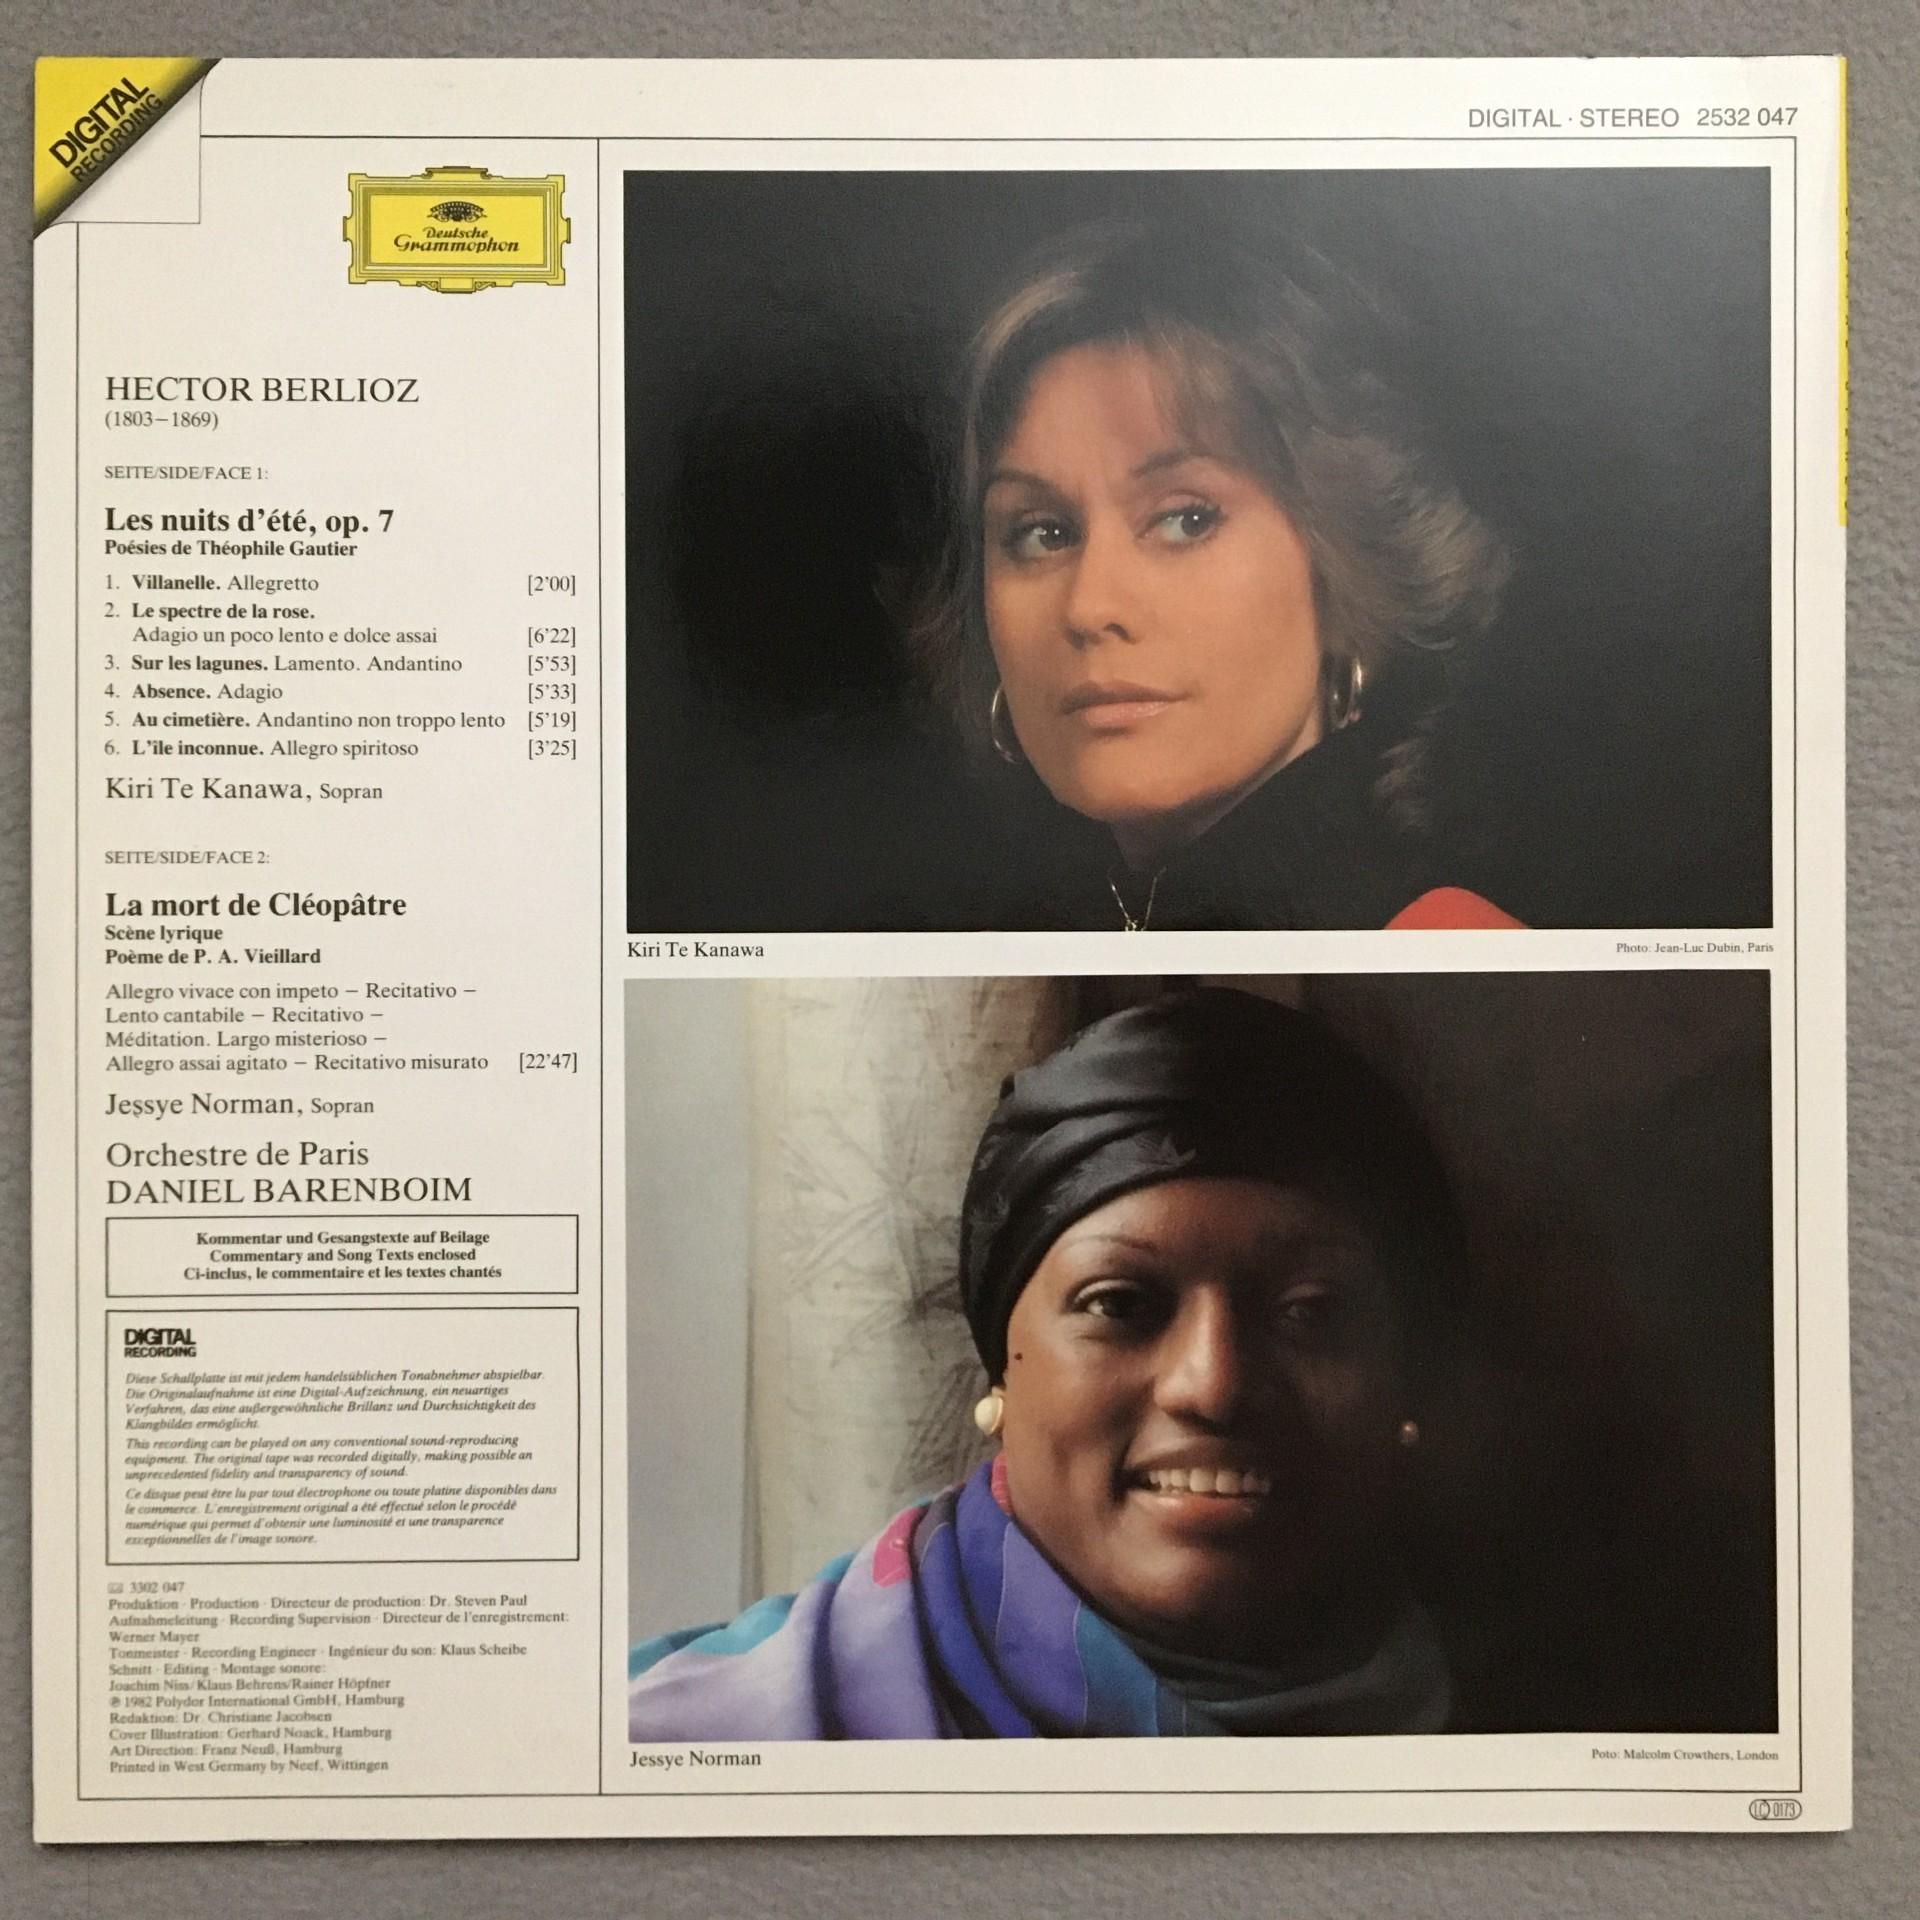 DIGITAL
RECORDING
DIGITAL · STEREO 2532 047
Deutsche
Grammophon
HECTOR BERLIOZ
(1803–1869)
SEITE/SIDE/FACE 1:
Les nuits d'été, op. 7
Poésies de Théophile Gautier
1. Villanelle. Allegretto [2'00]
2. Le spectre de la rose.
Adagio un poco lento e dolce assai [6'22]
3. Sur les lagunes. Lamento. Andantino [5'53]
4. Absence. Adagio [5'33]
5. Au cimetière. Andantino non troppo lento [5'19]
6. L'île inconnue. Allegro spiritoso [3'25]
Kiri Te Kanawa, Sopran
SEITE/SIDE/FACE 2:
La mort de Cléopâtre
Scène lyrique
Poème de P. A. Vieillard
Allegro vivace con impeto – Recitativo –
Lento cantabile – Recitativo –
Méditation. Largo misterioso –
Allegro assai agitato – Recitativo misurato [22'47]
Jessye Norman, Sopran
Orchestre de Paris
DANIEL BARENBOIM
Kommentar und Gesangstexte auf Beilage
Commentary and Song Texts enclosed
Ci-inclus, le commentaire et les textes chantés
DIGITAL
RECORDING
Diese Schallplatte ist mit jedem handelsüblichen Tonabnehmer abspielbar.
Die Originalaufnahme ist eine Digital-Aufzeichnung, ein neuartiges
Verfahren, das eine außergewöhnliche Brillanz und Durchsichtigkeit des
Klangbildes ermöglicht.
This recording can be played on any conventional sound-reproducing
equipment. The original tape was recorded digitally, making possible an
unprecedented fidelity and transparency of sound.
Ce disque peut être lu par tout électrophone ou toute platine disponibles dans
le commerce. L'enregistrement original a été effectué selon le procédé
numérique qui permet d'obtenir une luminosité et une transparence
exceptionnelles de l'image sonore.
3302 047
Produktion · Production · Directeur de production: Dr. Steven Paul
Aufnahmeleitung · Recording Supervision · Directeur de l'enregistrement:
Werner Mayer
Tonmeister · Recording Engineer · Ingénieur du son: Klaus Scheibe
Schnitt · Editing · Montage sonore:
Joachim Niss/Klaus Behrens/Rainer Höpfner
℗ 1982 Polydor International GmbH, Hamburg
Redaktion: Dr. Christiane Jacobsen
Cover Illustration: Gerhard Noack, Hamburg
Art Direction: Franz Neuß, Hamburg
Printed in West Germany by Neef, Wittingen
Kiri Te Kanawa
Photo: Jean-Luc Dubin, Paris
Jessye Norman
Poto: Malcolm Crowthers, London
LC 0173